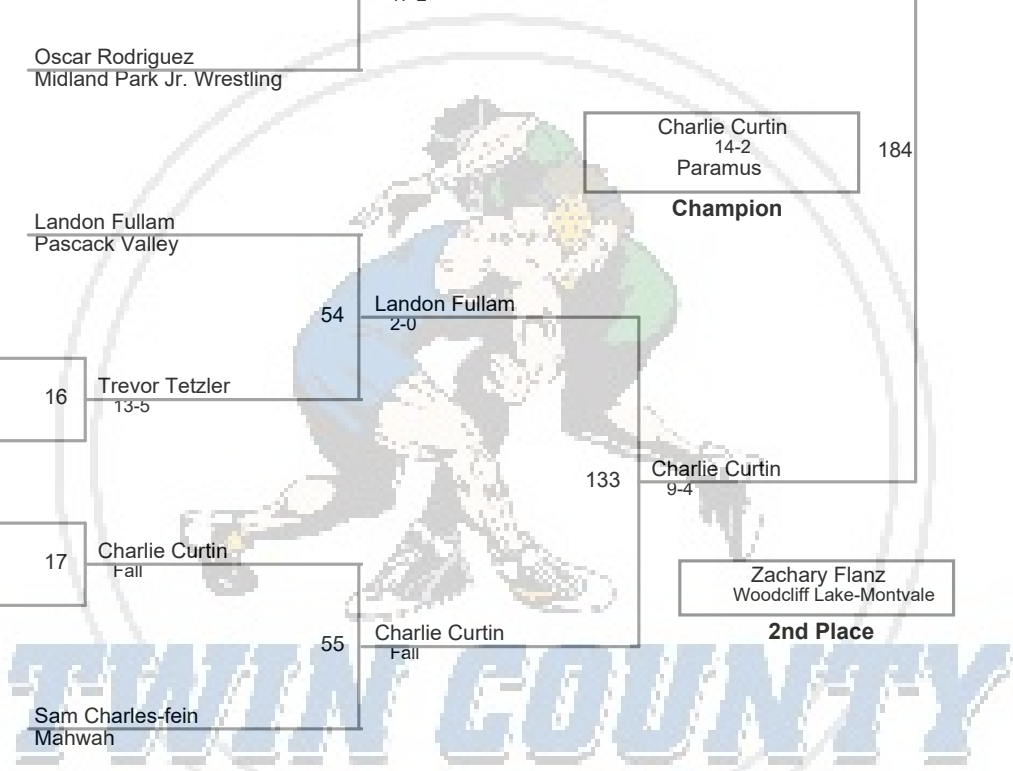 Oscar Rodriguez
Midland Park Jr. Wrestling
Charlie Curtin
14-2
Paramus
184
Champion
Landon Fullam
Pascack Valley
54
Landon Fullam
2-0
16
Trevor Tetzler
13-5
133
Charlie Curtin
9-4
17
Charlie Curtin
Fall
Zachary Flanz
Woodcliff Lake-Montvale
2nd Place
55
Charlie Curtin
Fall
Sam Charles-fein
Mahwah
TWIN COUNTY